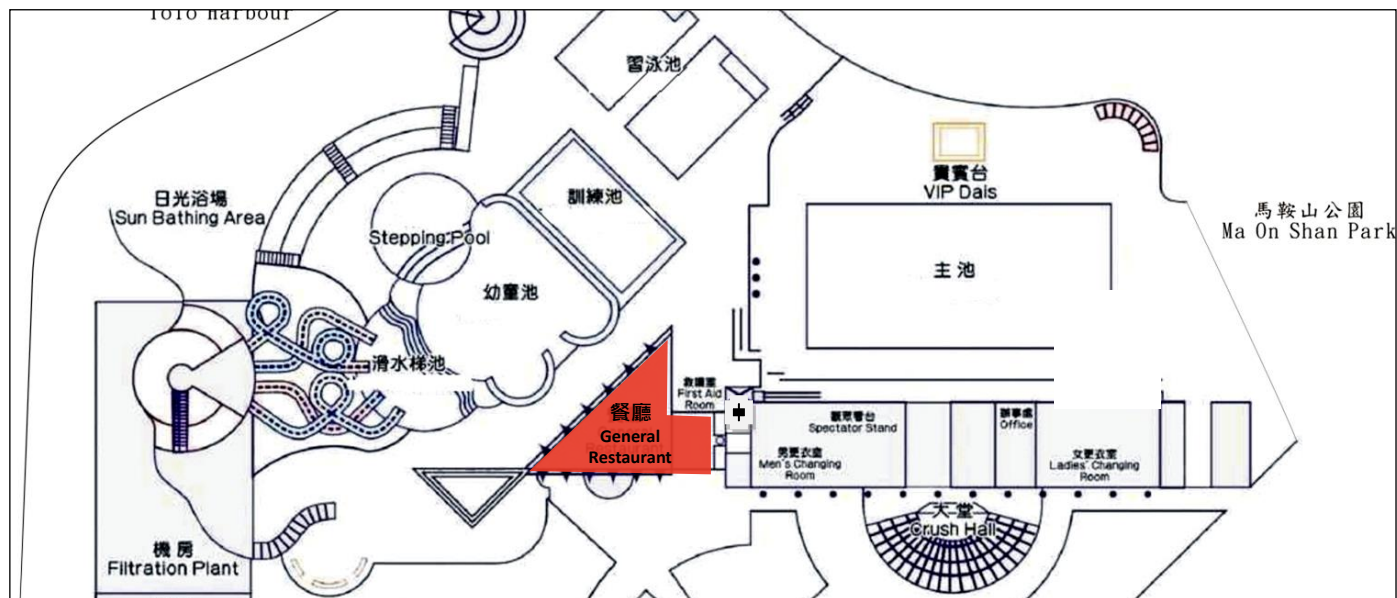 Tolo Harbour
習泳池
日光浴場
Sun Bathing Area
訓練池
貴賓台
VIP Dais
馬鞍山公園
Ma On Shan Park
Stepping Pool
主池
幼童池
滑水梯池
救護室
First Aid
Room
餐廳
General
Restaurant
觀眾看台
Spectator Stand
辦事處
Office
男更衣室
Men's Changing
Room
女更衣室
Ladies' Changing
Room
大堂
Crush Hall
機房
Filtration Plant